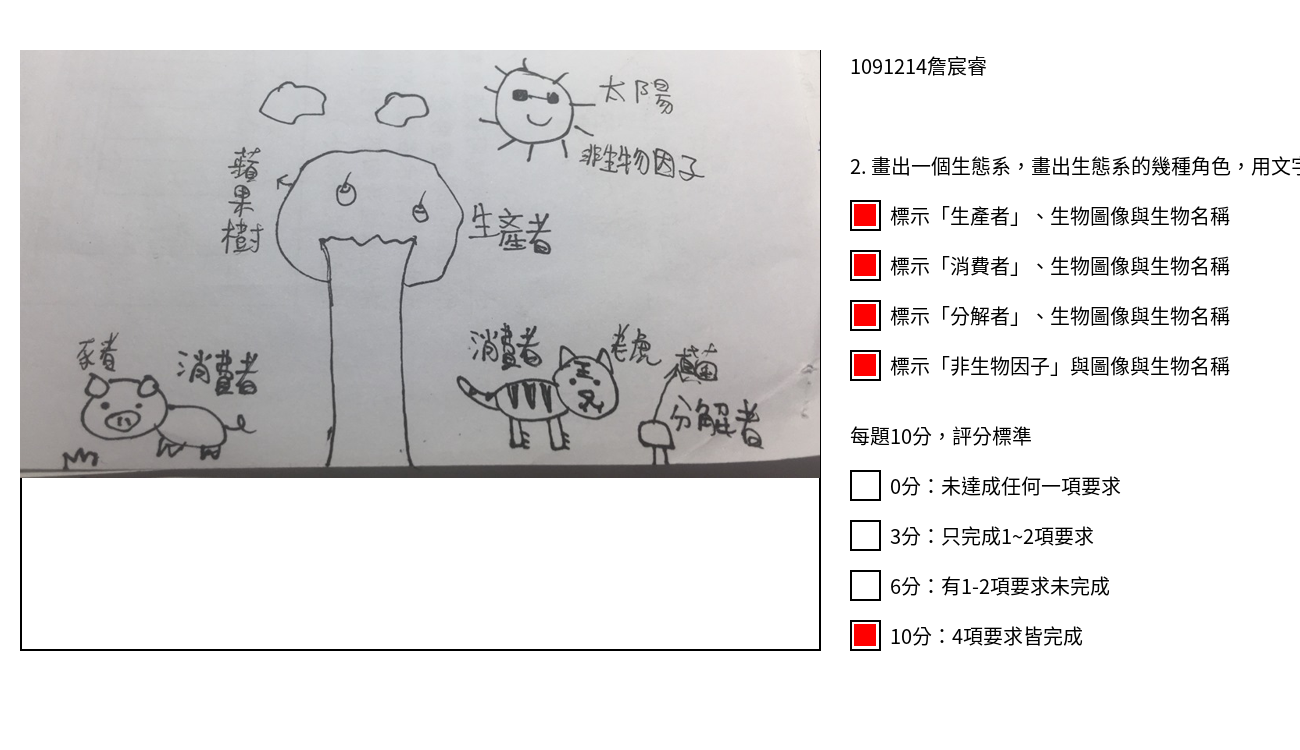 太陽
非生物因子
蘋果樹
生產者
豬
消費者
消費者
老虎
分解者
1091214詹宸睿
2. 畫出一個生態系，畫出生態系的幾種角色，用文字
標示「生產者」、生物圖像與生物名稱
標示「消費者」、生物圖像與生物名稱
標示「分解者」、生物圖像與生物名稱
標示「非生物因子」與圖像與生物名稱
每題10分，評分標準
0分：未達成任何一項要求
3分：只完成1~2項要求
6分：有1-2項要求未完成
10分：4項要求皆完成